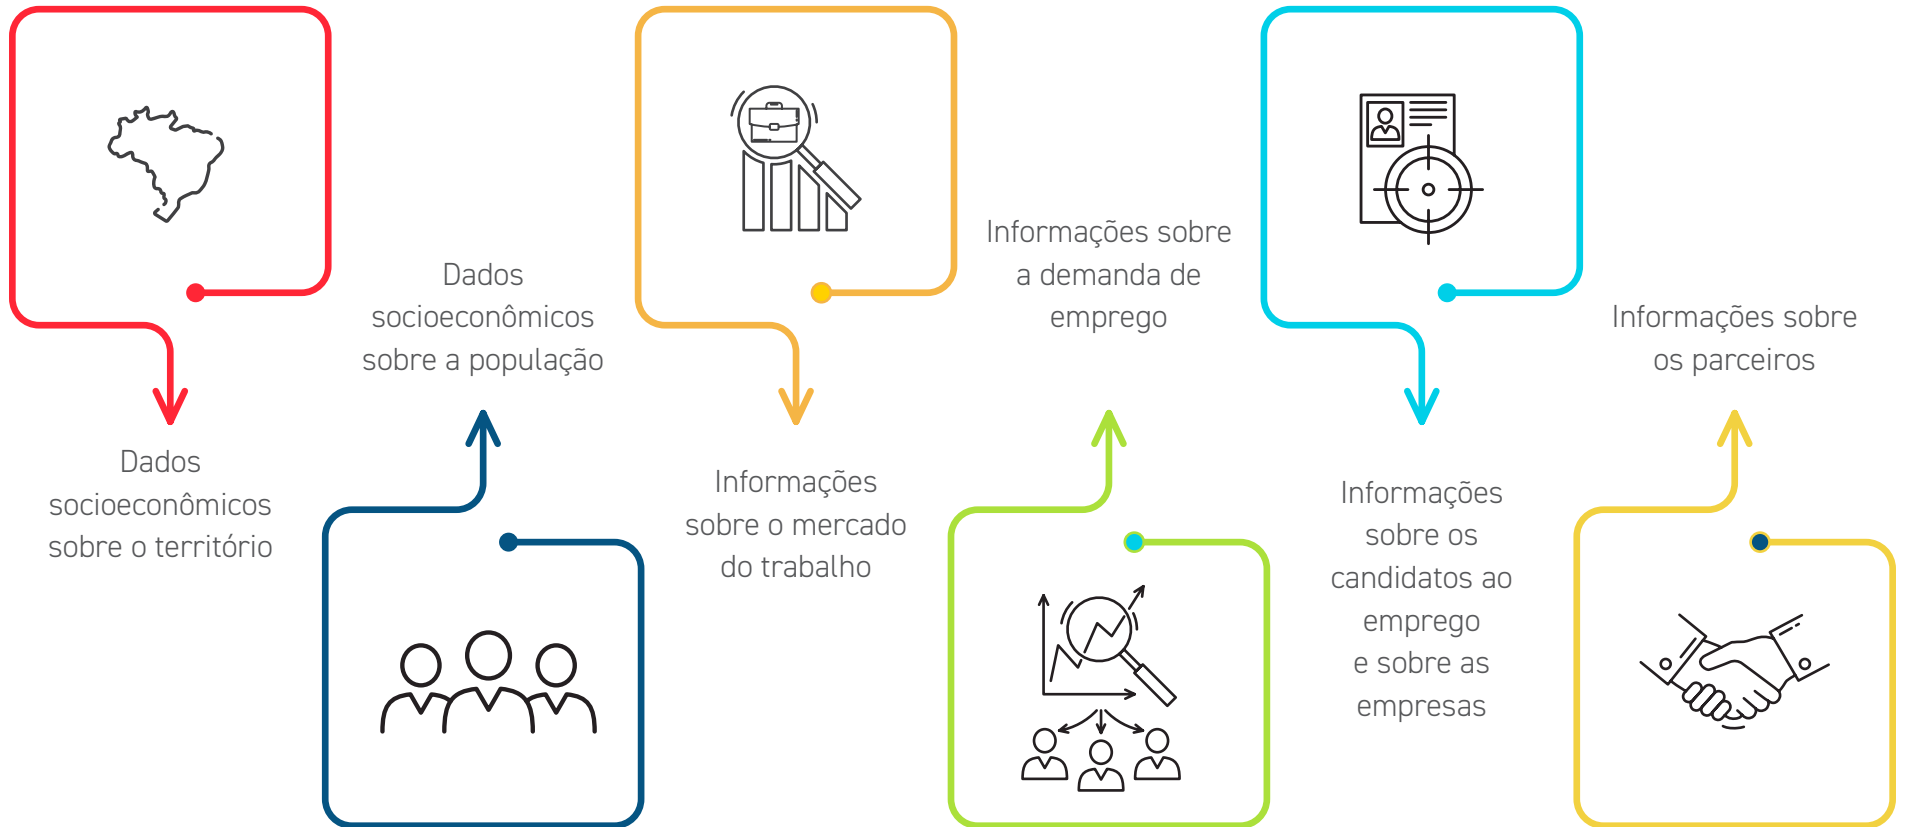 Dados
socioeconômicos
sobre o território
Dados
socioeconômicos
sobre a população
Informações
sobre o mercado
do trabalho
Informações sobre
a demanda de
emprego
Informações
sobre os
candidatos ao
emprego
e sobre as
empresas
Informações sobre
os parceiros